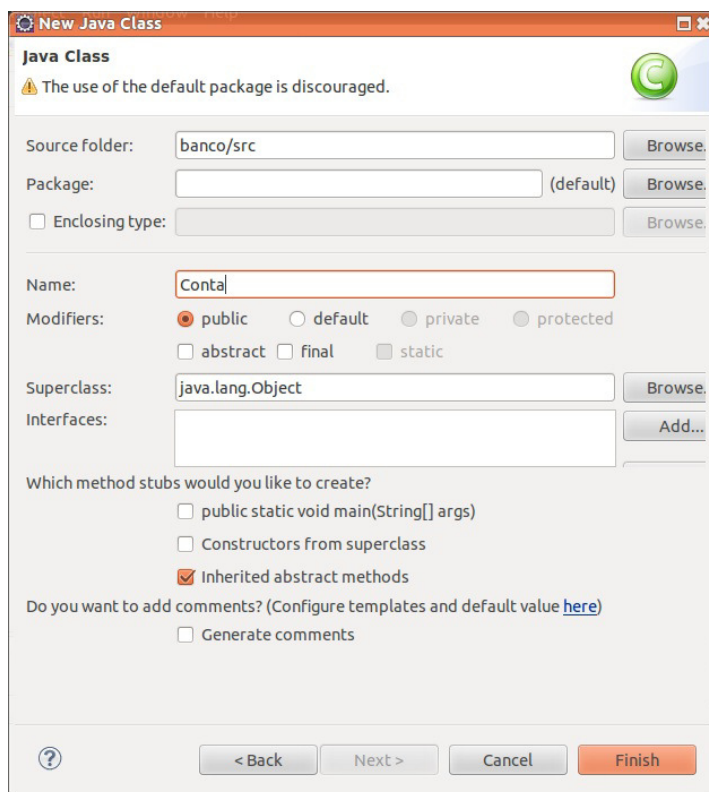 New Java Class
Java Class
The use of the default package is discouraged.
Source folder: banco/src Browse.
Package: (default) Browse.
Enclosing type: Browse.
Name: Conta
Modifiers: public default private protected
abstract final static
Superclass: java.lang.Object Browse.
Interfaces: Add...
Which method stubs would you like to create?
public static void main(String[] args)
Constructors from superclass
Inherited abstract methods
Do you want to add comments? (Configure templates and default value here)
Generate comments
< Back Next > Cancel Finish